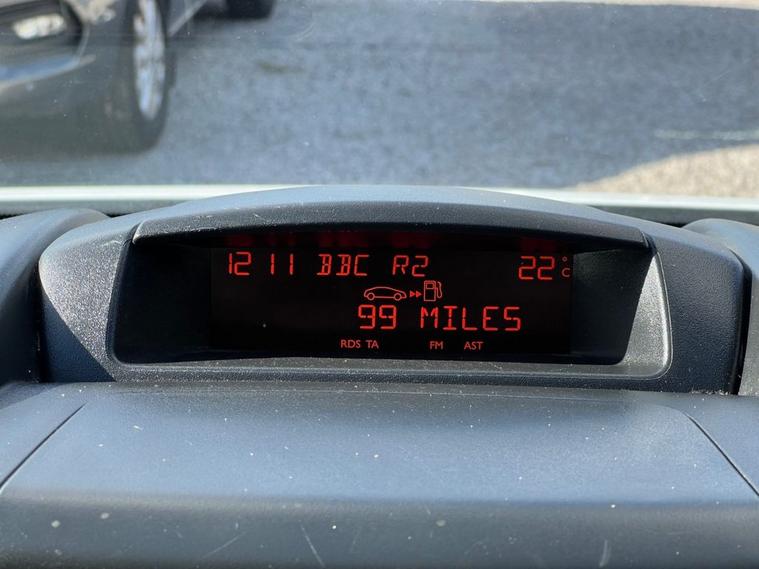 12 11 BBC R2 22°C
99 MILES
RDS TA FM AST